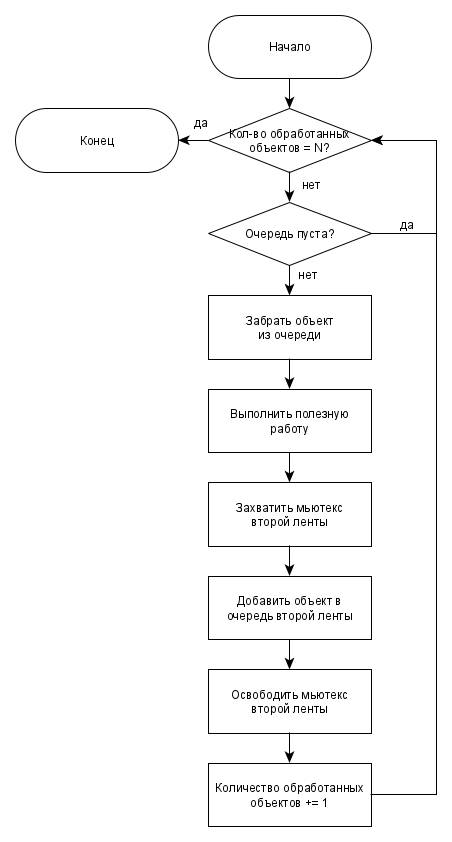 Начало
да
Кол-во обработанных
объектов = N?
Конец
нет
Очередь пуста?
да
нет
Забрать объект
из очереди
Выполнить полезную
работу
Захватить мьютекс
второй ленты
Добавить объект в
очередь второй ленты
Освободить мьютекс
второй ленты
Количество обработанных
объектов += 1